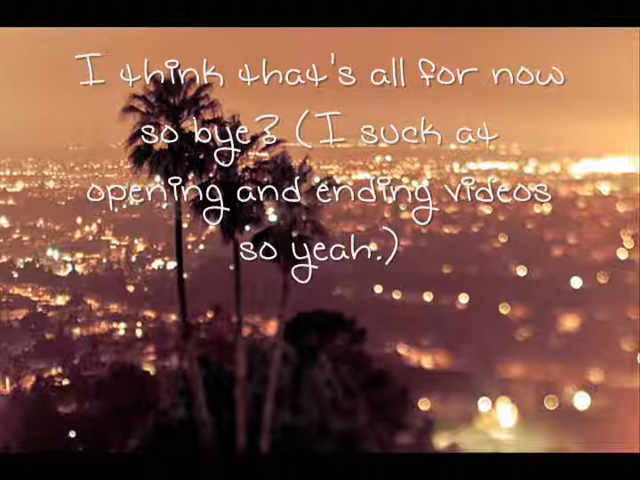 I think that's all for now
so bye? (I suck at
opening and ending videos
so yeah.)